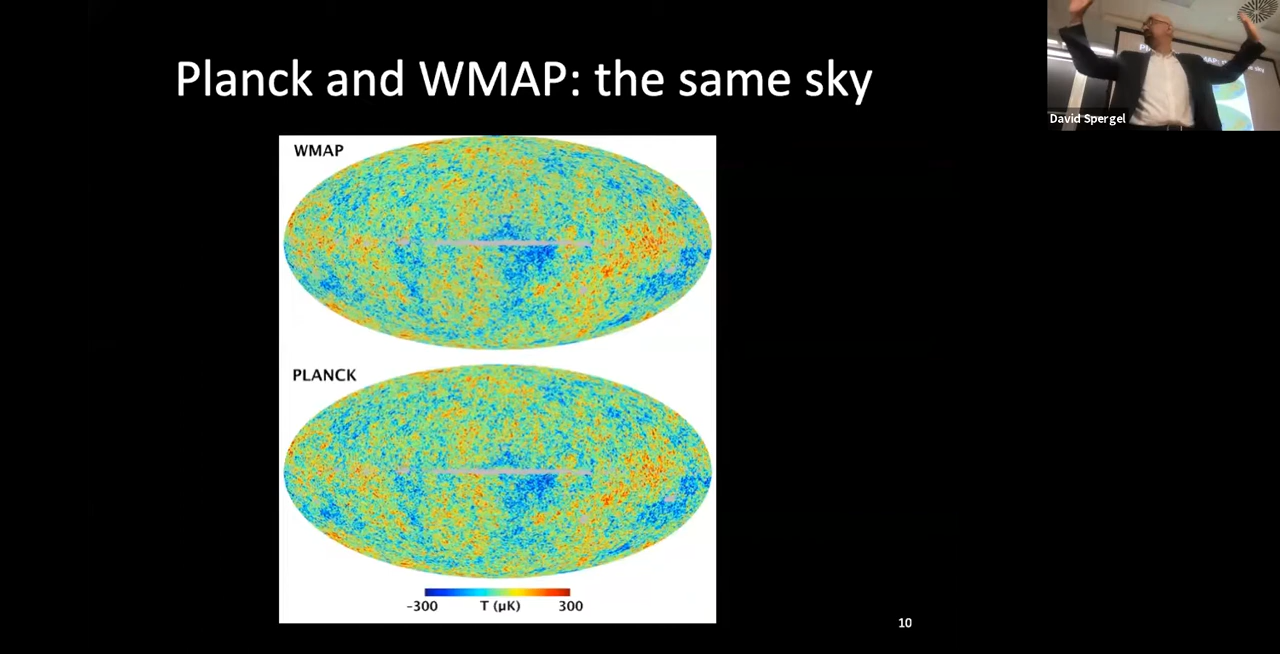 Planck and WMAP: the same sky
David Spergel
WMAP
PLANCK
-300 T (µK) 300
10